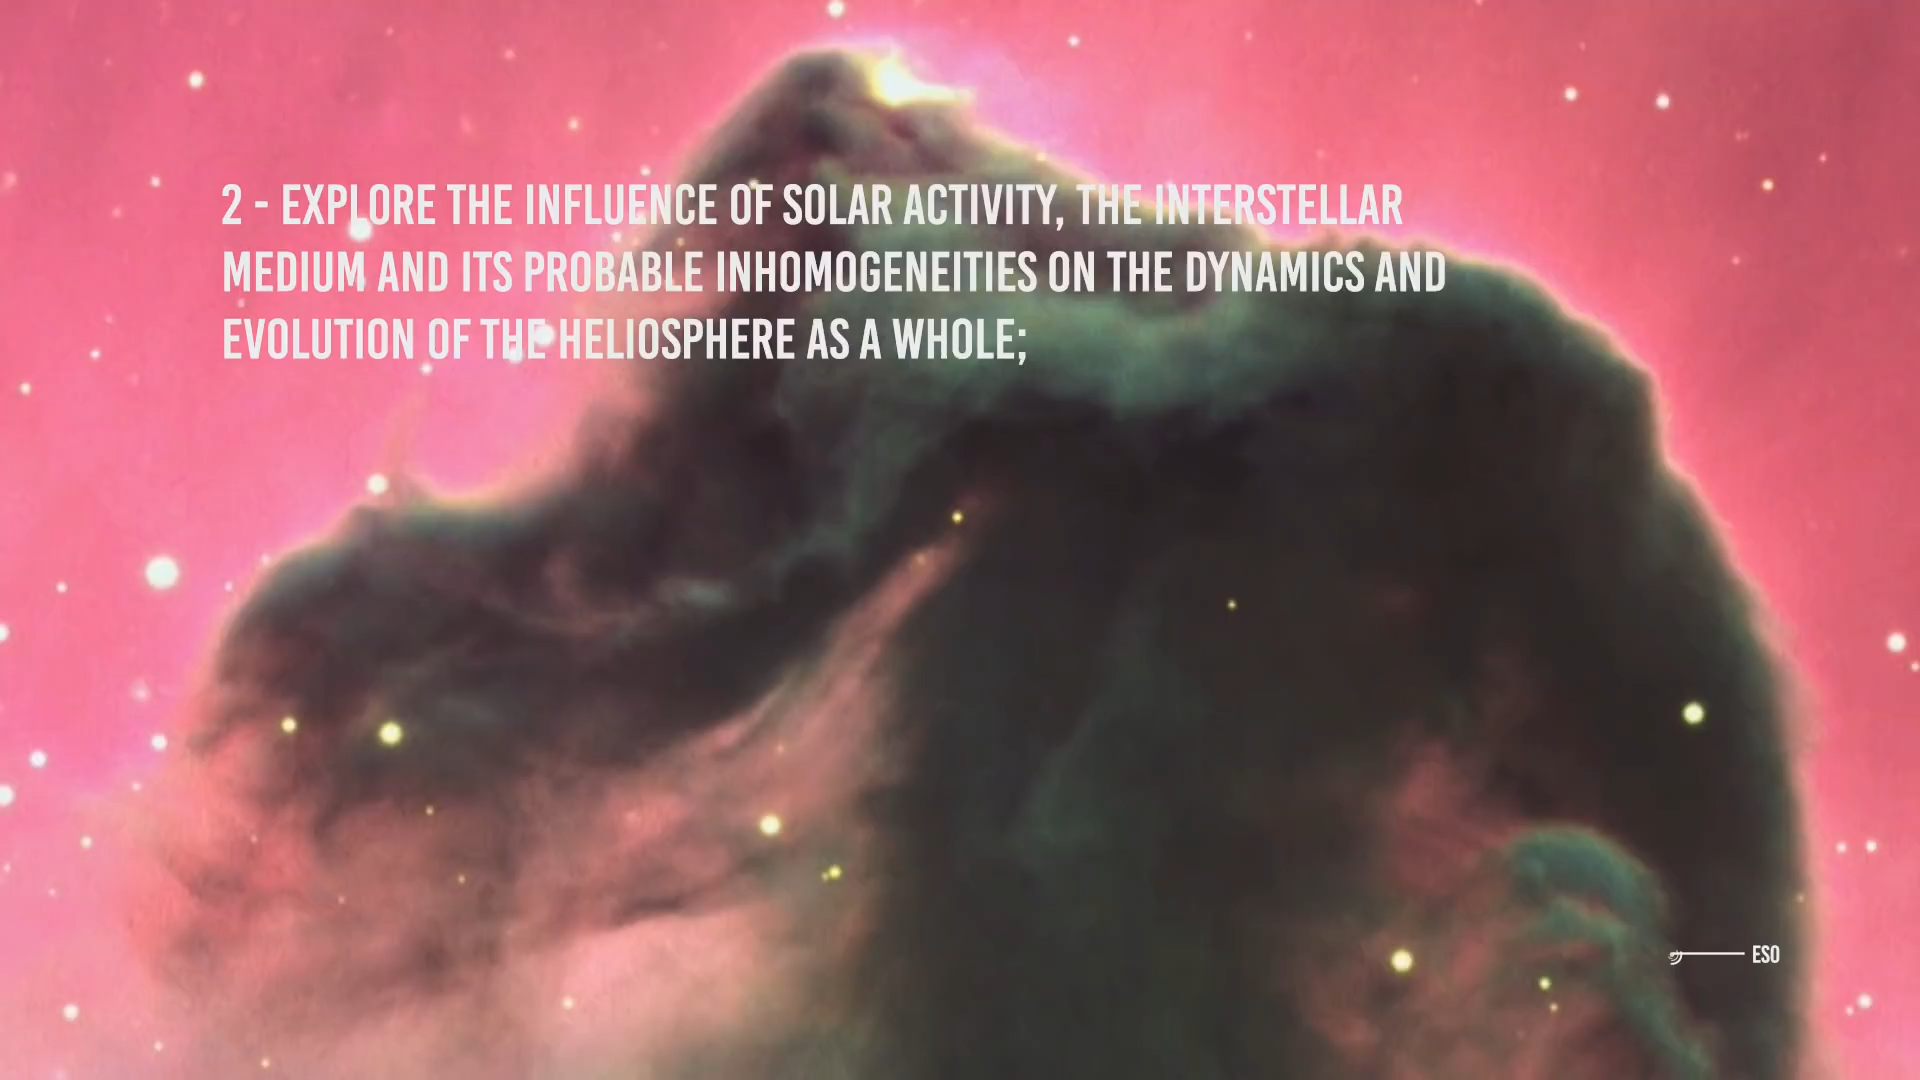 2 - EXPLORE THE INFLUENCE OF SOLAR ACTIVITY, THE INTERSTELLAR
MEDIUM AND ITS PROBABLE INHOMOGENEITIES ON THE DYNAMICS AND
EVOLUTION OF THE HELIOSPHERE AS A WHOLE;
ESO